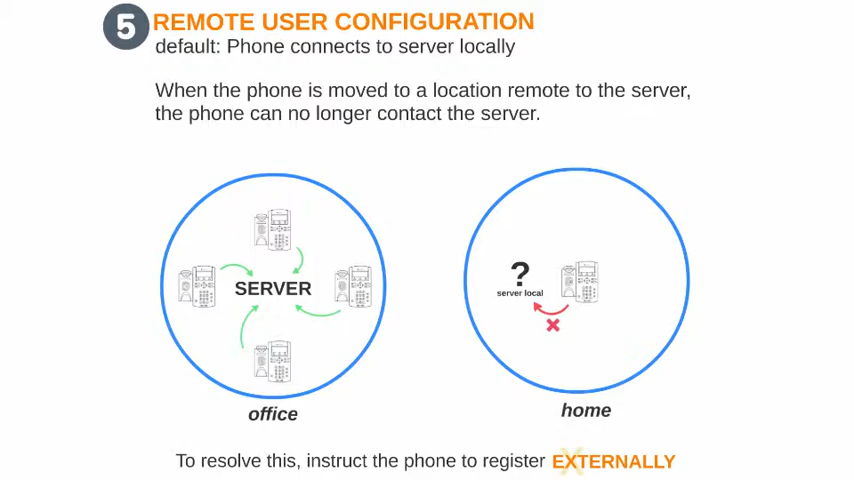 5 REMOTE USER CONFIGURATION
default: Phone connects to server locally
When the phone is moved to a location remote to the server,
the phone can no longer contact the server.
SERVER
office
?
server local
home
To resolve this, instruct the phone to register EXTERNALLY